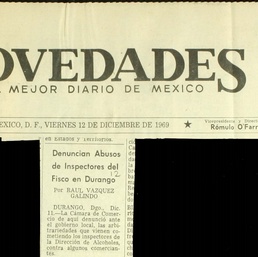 OVEDADES
MEJOR DIARIO DE MEXICO
EXICO, D. F., VIERNES 12 DE DICIEMBRE DE 1969
★
Rómulo O'Farr
Denuncian Abusos
de Inspectores del
Fisco en Durango
Por RAUL VAZQUEZ
GALINDO
DURANGO, Dgo., Dic.
11.—La Cámara de Comer-
cio de aquí denunció ante
el gobierno local, las arbi-
trariedades que vienen co-
metiendo los inspectores de
la Dirección de Alcoholes,
contra algunos comercian-
tes.